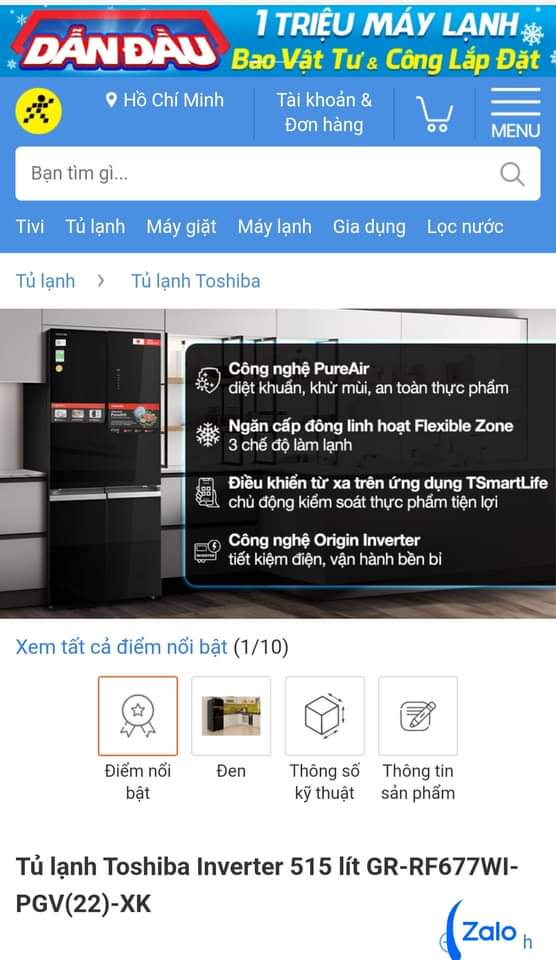 DẪN ĐẦU
1 TRIỆU MÁY LẠNH
Bao Vật Tư & Công Lắp Đặt
Hồ Chí Minh
Tài khoản &
Đơn hàng
MENU
Bạn tìm gì...
Tivi Tủ lạnh Máy giặt Máy lạnh Gia dụng Lọc nước
Tủ lạnh › Tủ lạnh Toshiba
Công nghệ PureAir
diệt khuẩn, khử mùi, an toàn thực phẩm
Ngăn cấp đông linh hoạt Flexible Zone
3 chế độ làm lạnh
Điều khiển từ xa trên ứng dụng TSmartLife
chủ động kiểm soát thực phẩm tiện lợi
Công nghệ Origin Inverter
tiết kiệm điện, vận hành bền bỉ
Xem tất cả điểm nổi bật (1/10)
Điểm nổi
bật
Đen
Thông số
kỹ thuật
Thông tin
sản phẩm
Tủ lạnh Toshiba Inverter 515 lít GR-RF677WI-
PGV(22)-XK
Zalo
h